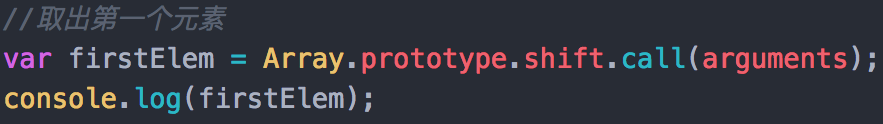 //取出第一个元素
var firstElem = Array.prototype.shift.call(arguments);
console.log(firstElem);